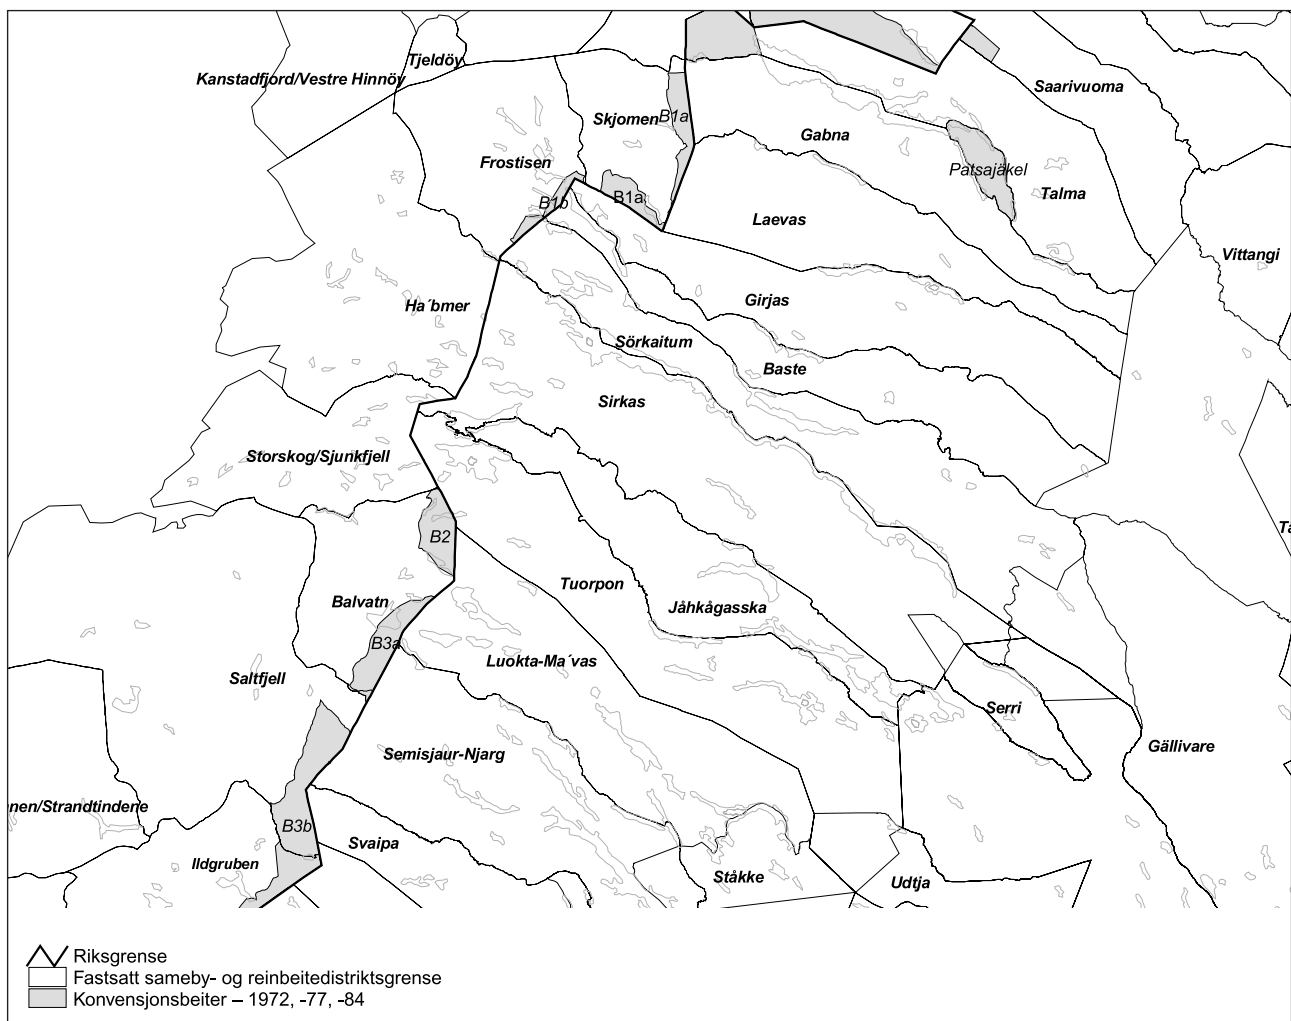 Tjeldöy
Kanstadfjord/Vestre Hinnöy
Saarivuoma
Skjomen
B1a
Gabna
Frostisen
Patsajäkel
Talma
B1b
B1a
Laevas
Vittangi
Ha´bmer
Girjas
Sörkaitum
Baste
Sirkas
Storskog/Sjunkfjell
Ta
B2
Tuorpon
Balvatn
Jåhkågasska
B3a
Luokta-Ma´vas
Saltfjell
Serri
Semisjaur-Njarg
Gällivare
nen/Strandtindene
B3b
Svaipa
Ildgruben
Ståkke
Udtja
Riksgrense
Fastsatt sameby- og reinbeitedistriktsgrense
Konvensjonsbeiter – 1972, -77, -84